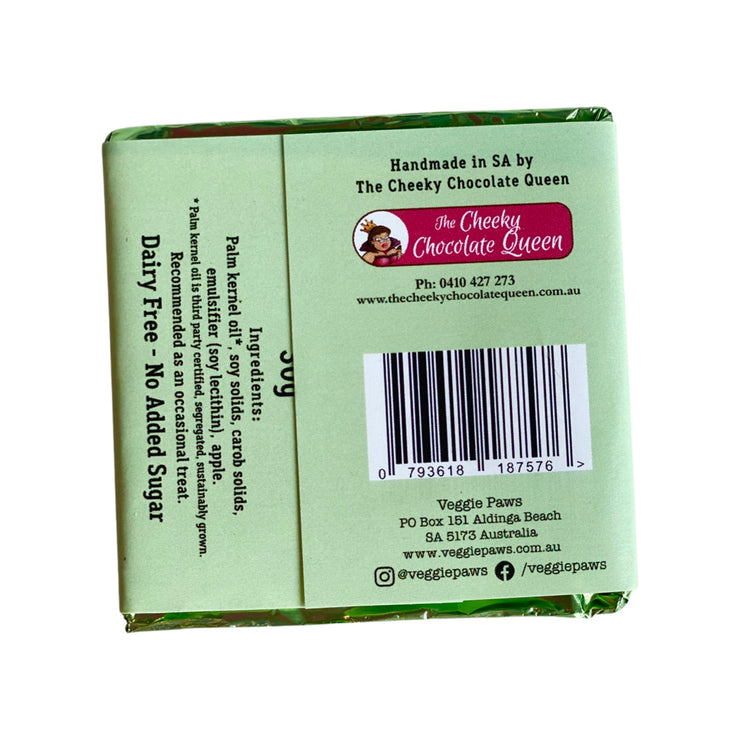 Handmade in SA by
The Cheeky Chocolate Queen
The Cheeky
Chocolate Queen
Ph: 0410 427 273
www.thecheekychocolatequeen.com.au
0 793618 187576 >
Veggie Paws
PO Box 151 Aldinga Beach
SA 5173 Australia
www.veggiepaws.com.au
@veggiepaws /veggiepaws
Ingredients:
Palm kernel oil*, soy solids, carob solids,
emulsifier (soy lecithin), apple.
* Palm kernel oil is third party certified, segregated, sustainably grown.
Recommended as an occasional treat.
Dairy Free - No Added Sugar